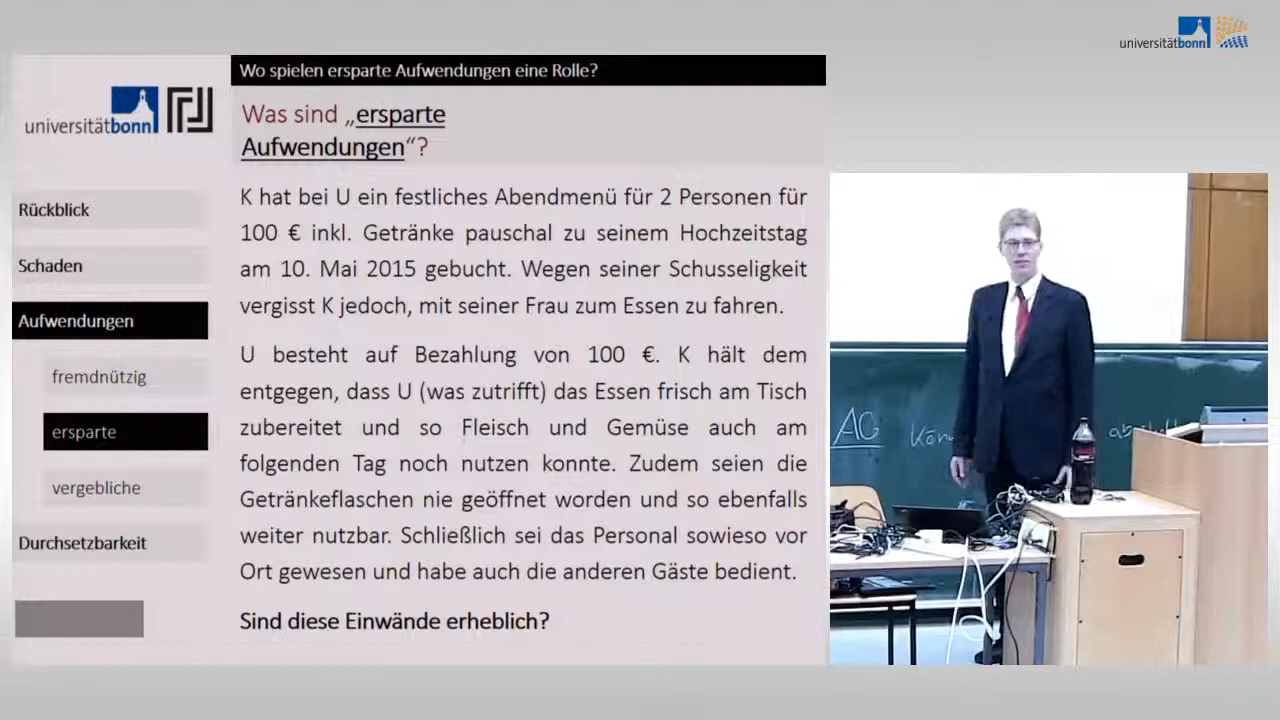 universitätbonn
Wo spielen ersparte Aufwendungen eine Rolle?
universitätbonn
Was sind „ersparte
Aufwendungen“?
Rückblick
Schaden
Aufwendungen
fremdnützig
ersparte
vergebliche
Durchsetzbarkeit
K hat bei U ein festliches Abendmenü für 2 Personen für
100 € inkl. Getränke pauschal zu seinem Hochzeitstag
am 10. Mai 2015 gebucht. Wegen seiner Schusseligkeit
vergisst K jedoch, mit seiner Frau zum Essen zu fahren.
U besteht auf Bezahlung von 100 €. K hält dem
entgegen, dass U (was zutrifft) das Essen frisch am Tisch
zubereitet und so Fleisch und Gemüse auch am
folgenden Tag noch nutzen konnte. Zudem seien die
Getränkeflaschen nie geöffnet worden und so ebenfalls
weiter nutzbar. Schließlich sei das Personal sowieso vor
Ort gewesen und habe auch die anderen Gäste bedient.
Sind diese Einwände erheblich?
AG